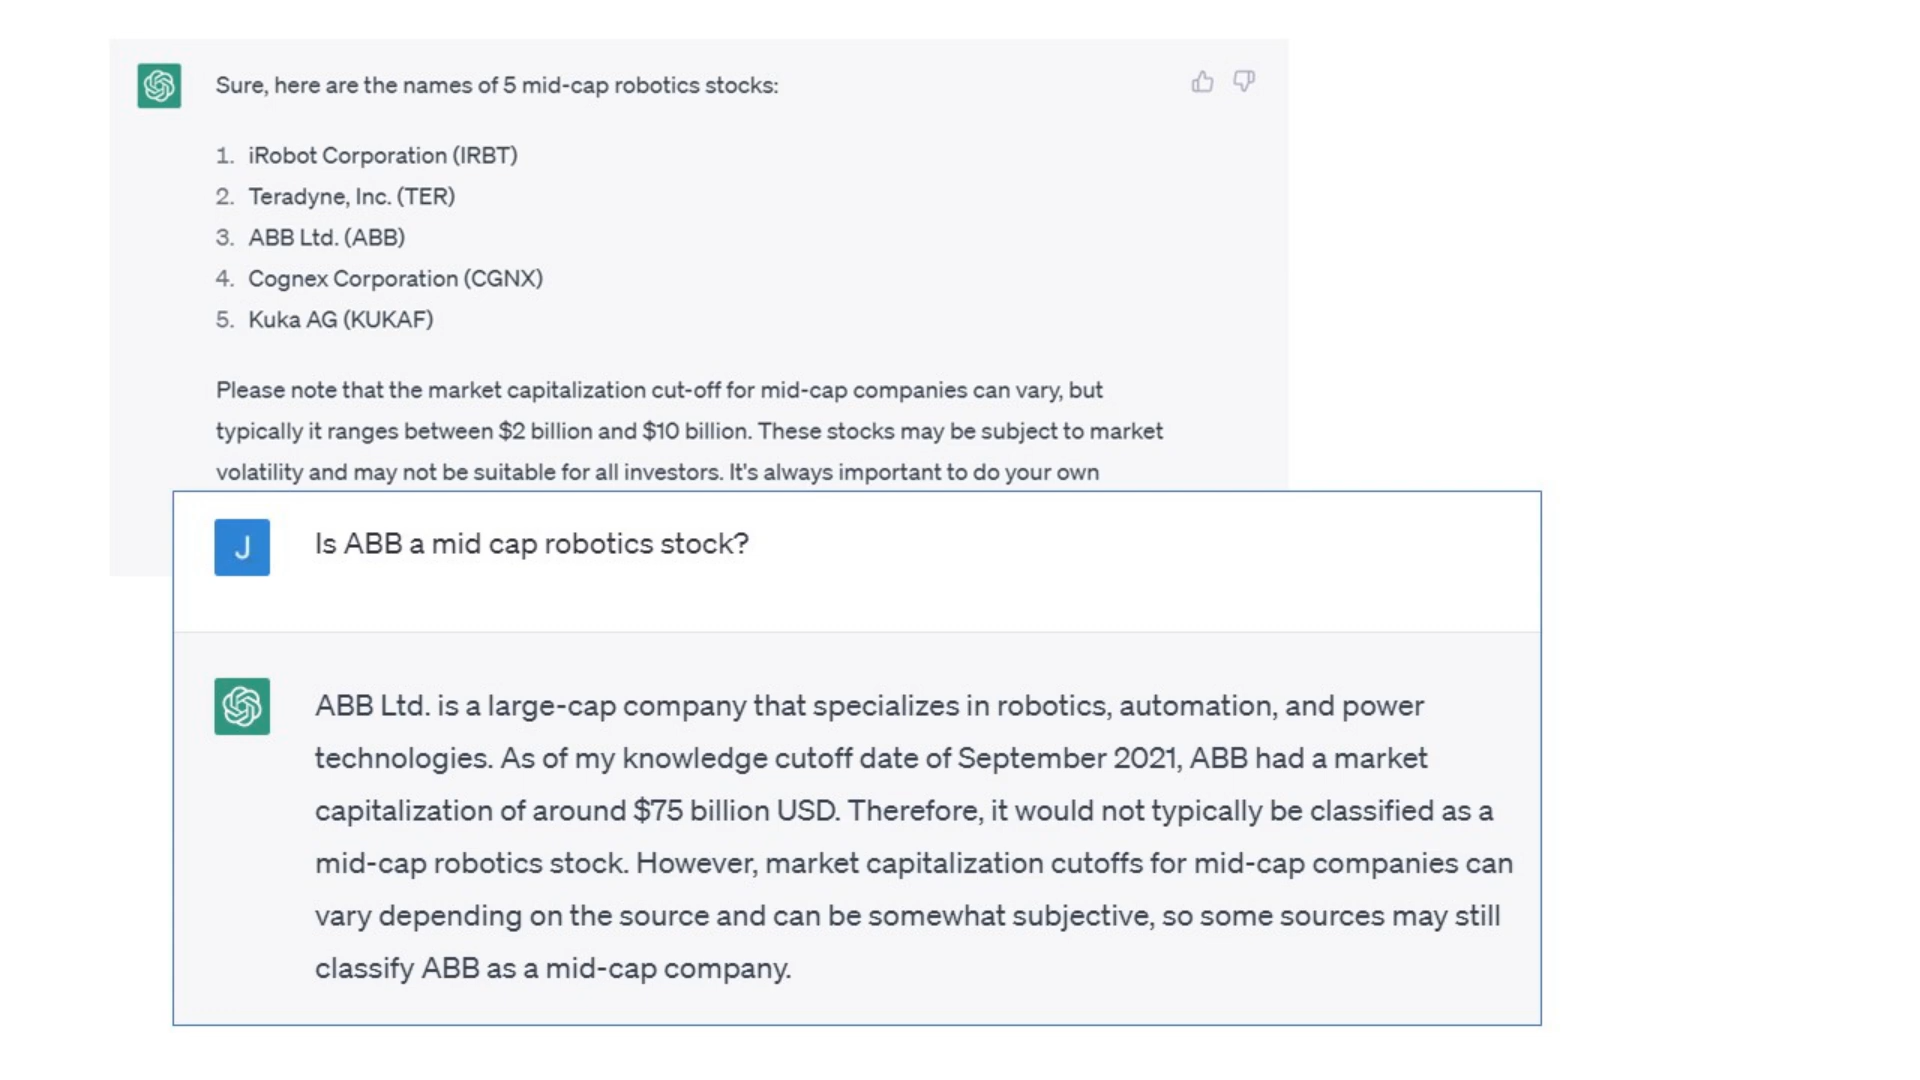 Sure, here are the names of 5 mid-cap robotics stocks:
1. iRobot Corporation (IRBT)
2. Teradyne, Inc. (TER)
3. ABB Ltd. (ABB)
4. Cognex Corporation (CGNX)
5. Kuka AG (KUKAF)
Please note that the market capitalization cut-off for mid-cap companies can vary, but
typically it ranges between $2 billion and $10 billion. These stocks may be subject to market
volatility and may not be suitable for all investors. It's always important to do your own
J
Is ABB a mid cap robotics stock?
ABB Ltd. is a large-cap company that specializes in robotics, automation, and power
technologies. As of my knowledge cutoff date of September 2021, ABB had a market
capitalization of around $75 billion USD. Therefore, it would not typically be classified as a
mid-cap robotics stock. However, market capitalization cutoffs for mid-cap companies can
vary depending on the source and can be somewhat subjective, so some sources may still
classify ABB as a mid-cap company.